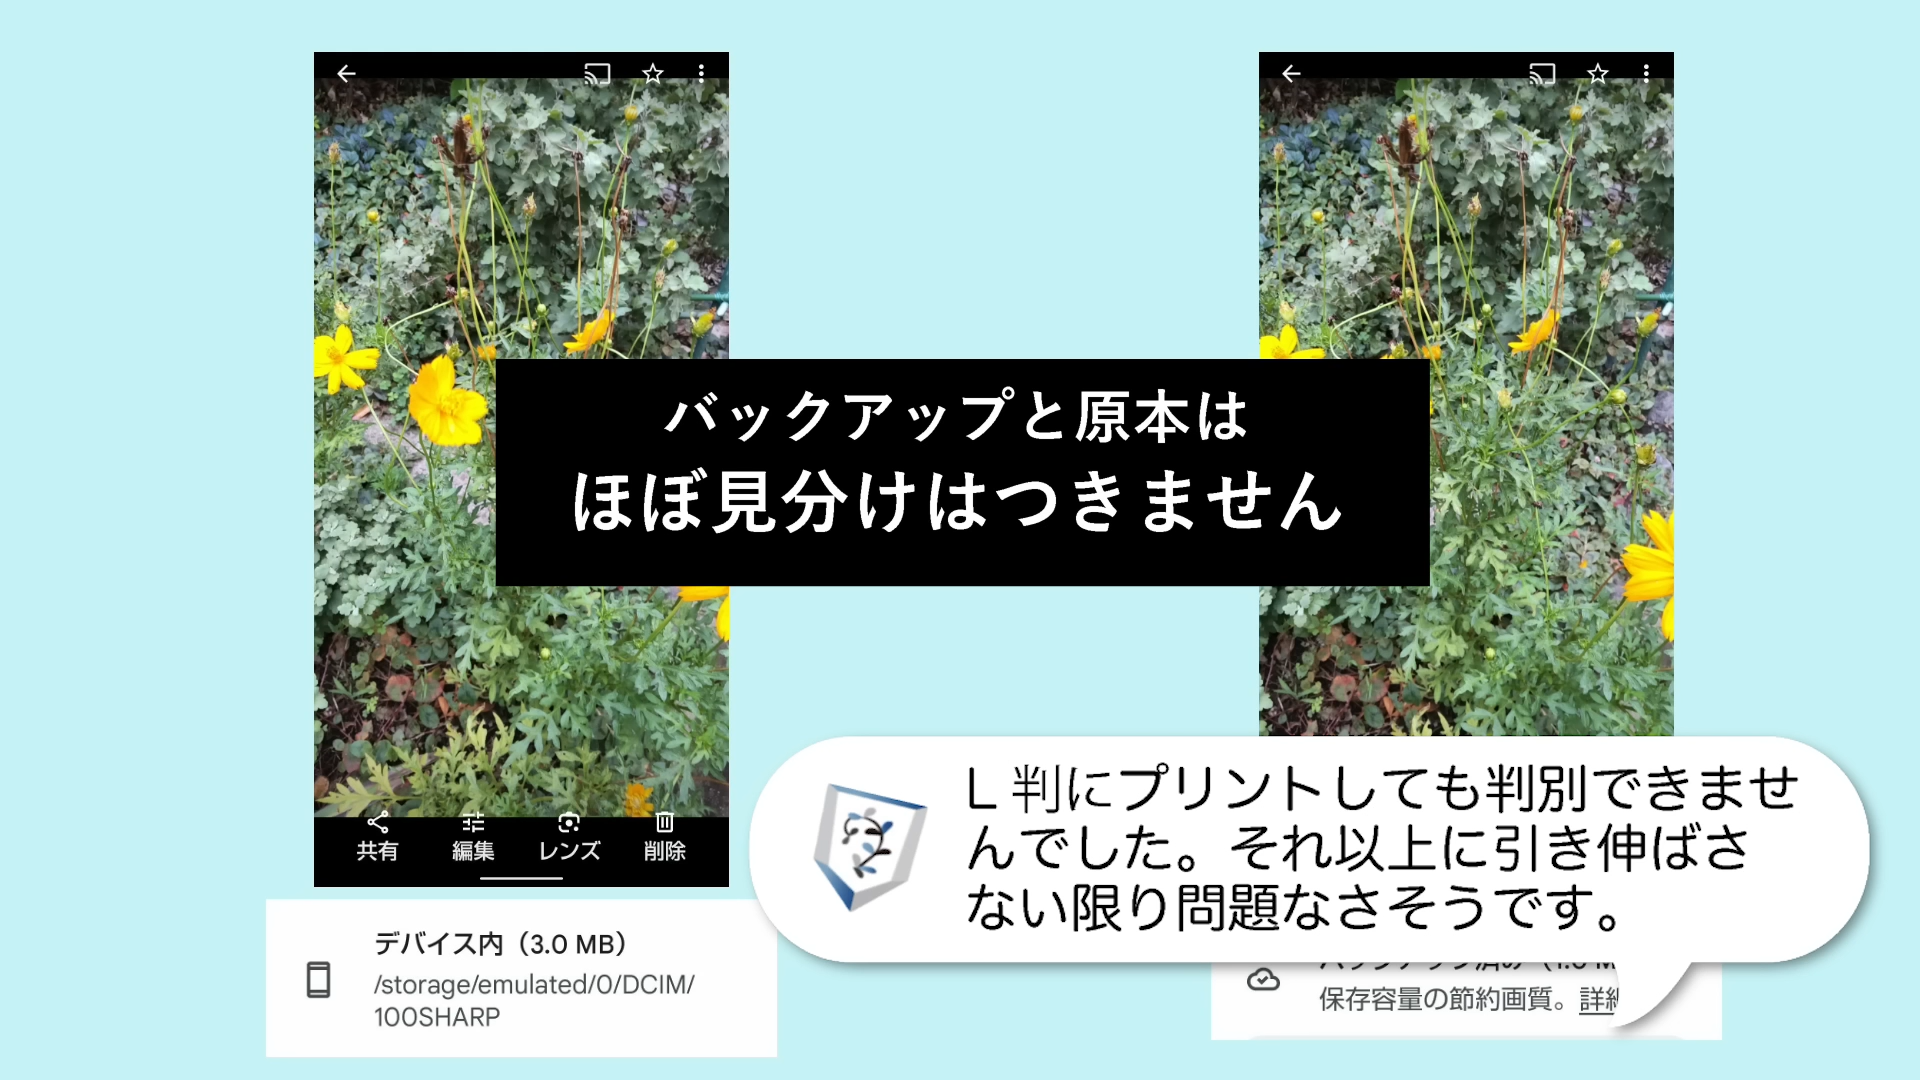 バックアップと原本は
ほぼ見分けはつきません
共有
編集
レンズ
削除
L 判にプリントしても判別できませ
んでした。それ以上に引き伸ばさ
ない限り問題なさそうです。
デバイス内（3.0 MB）
/storage/emulated/0/DCIM/
100SHARP
保存容量の節約画質。